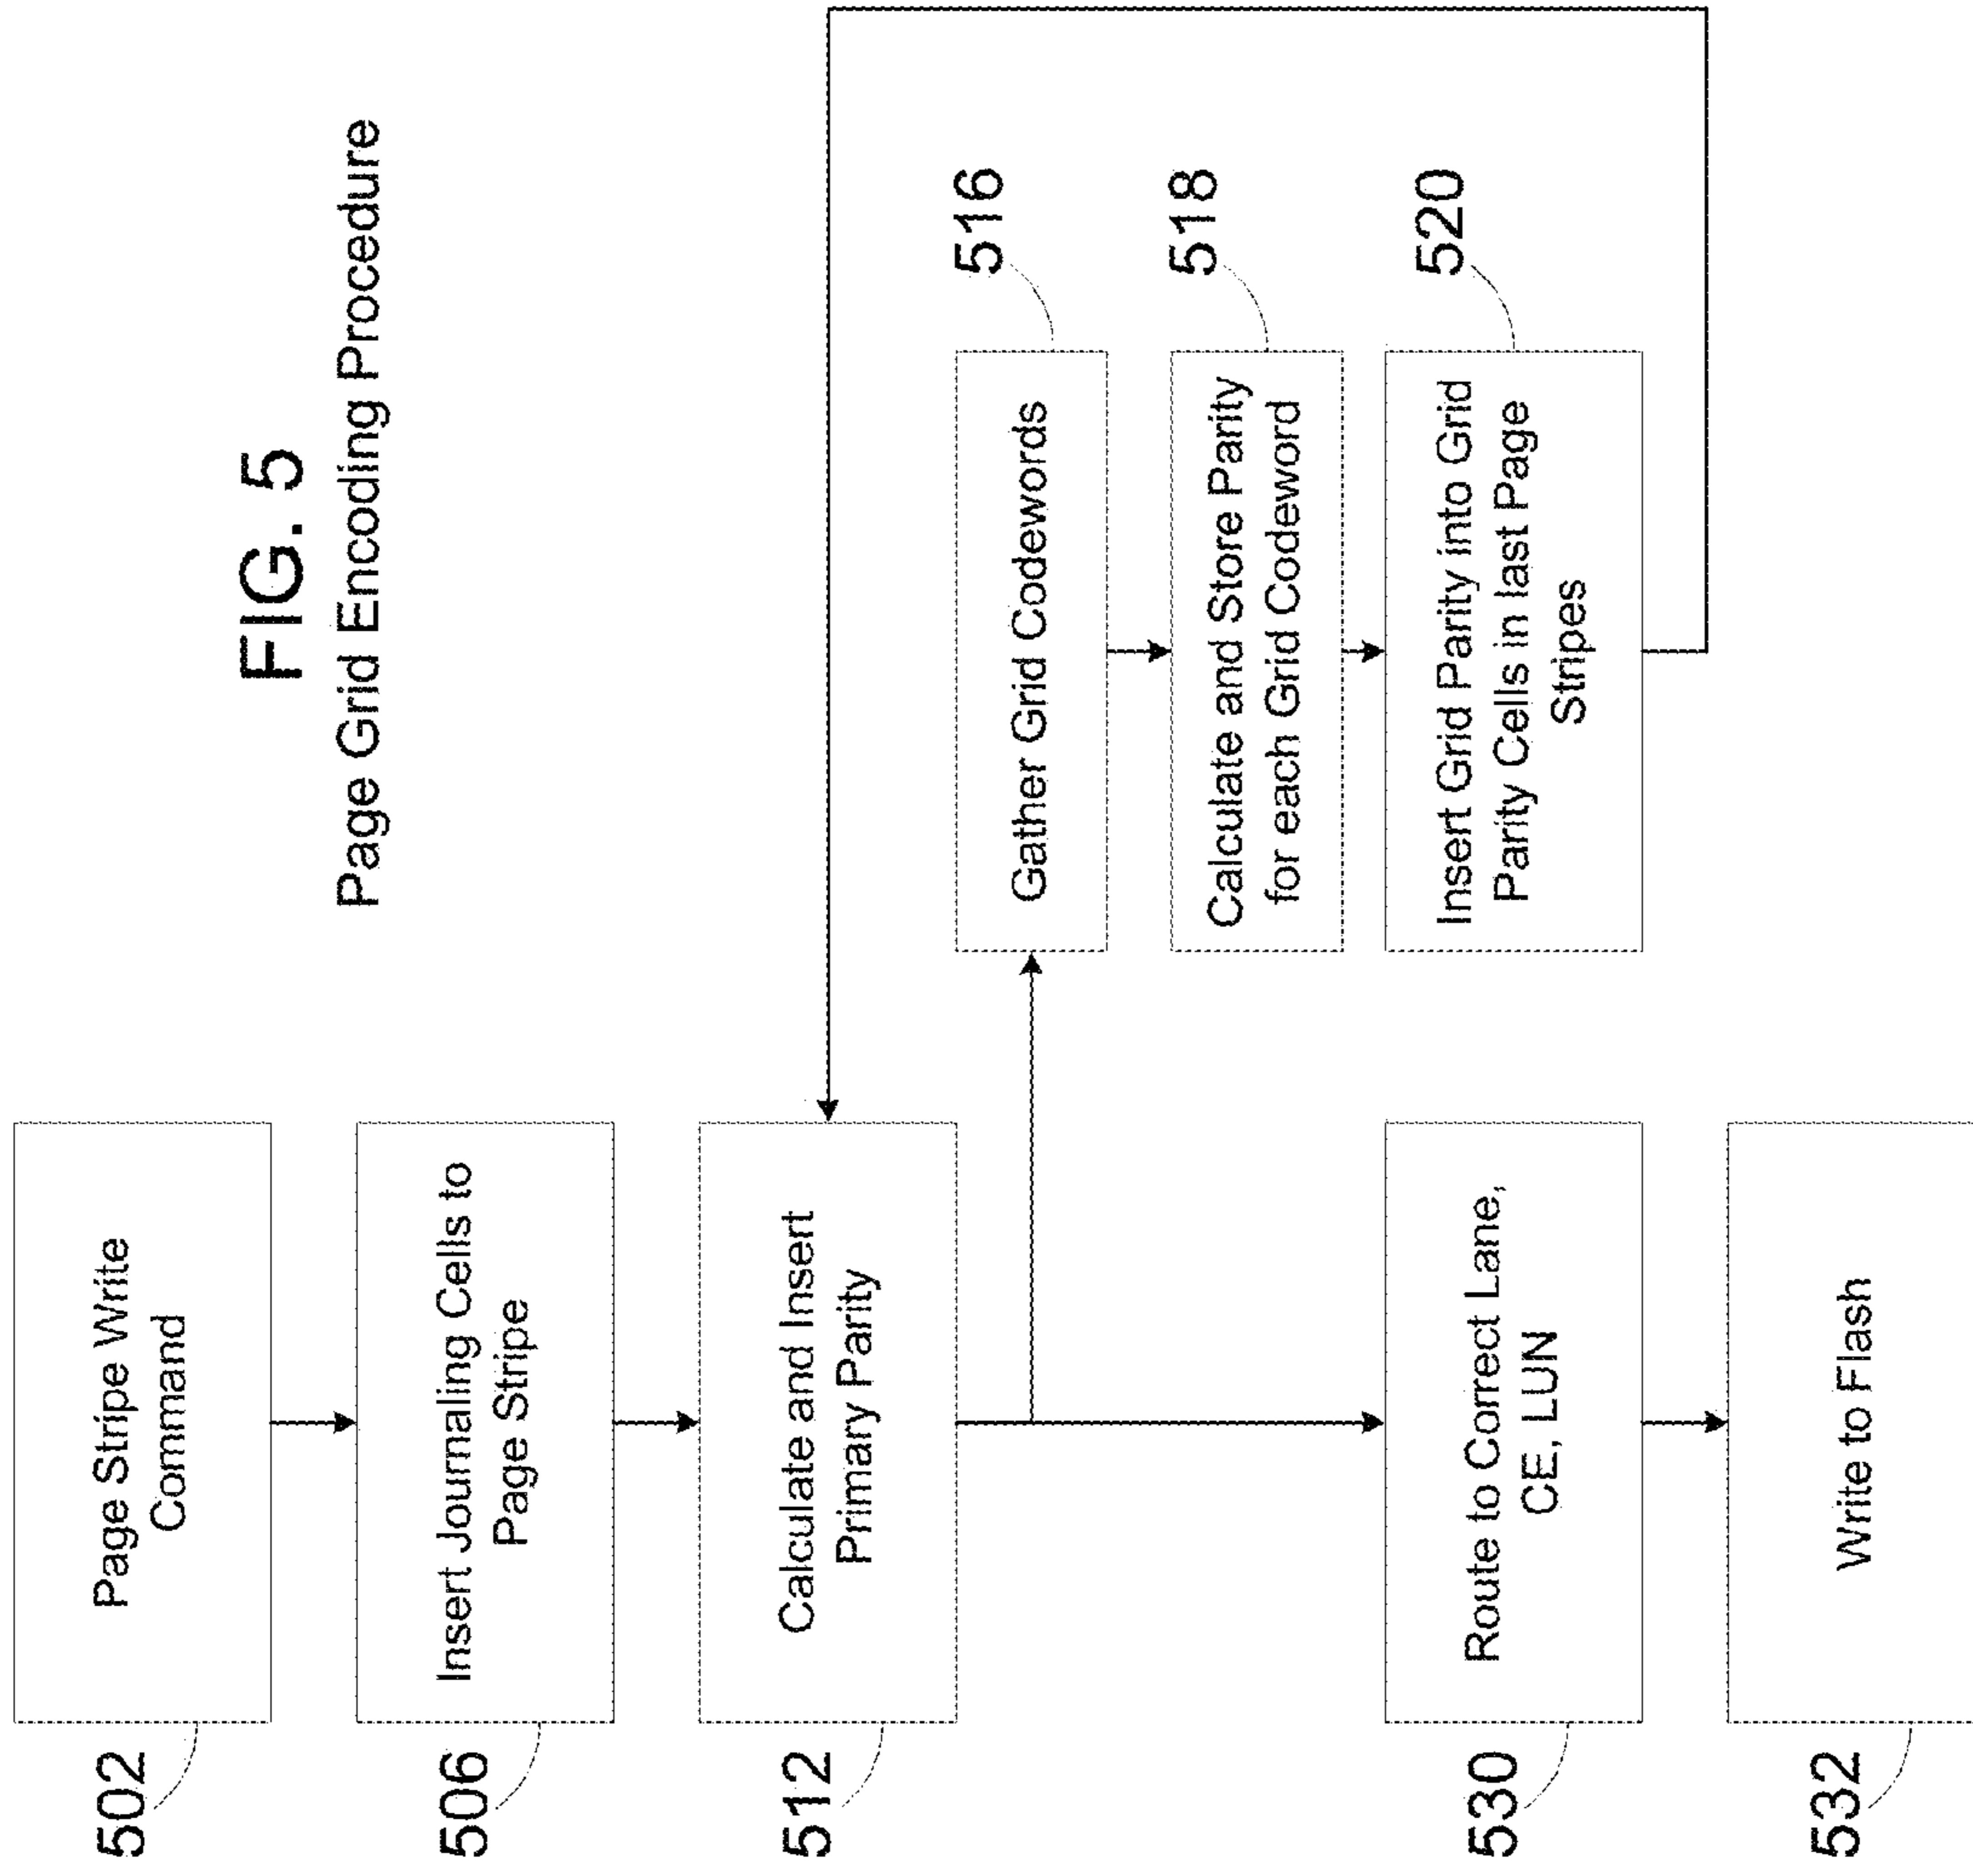 FIG. 5
Page Grid Encoding Procedure
502
Page Stripe Write
Command
506
Insert Journaling Cells to
Page Stripe
512
Calculate and Insert
Primary Parity
516
Gather Grid Codewords
518
Calculate and Store Parity
for each Grid Codeword
520
Insert Grid Parity into Grid
Parity Cells in last Page
Stripes
530
Route to Correct Lane,
CE, LUN
532
Write to Flash